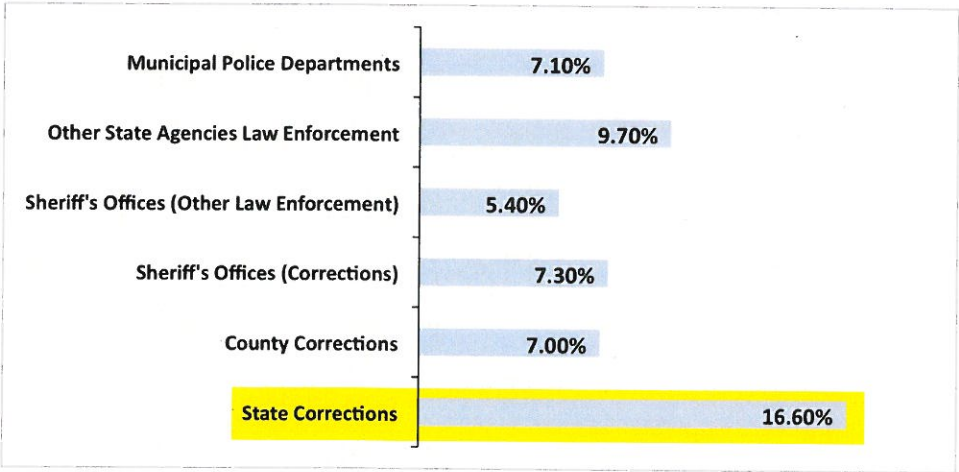 Municipal Police Departments 7.10%
Other State Agencies Law Enforcement 9.70%
Sheriff's Offices (Other Law Enforcement) 5.40%
Sheriff's Offices (Corrections) 7.30%
County Corrections 7.00%
State Corrections 16.60%